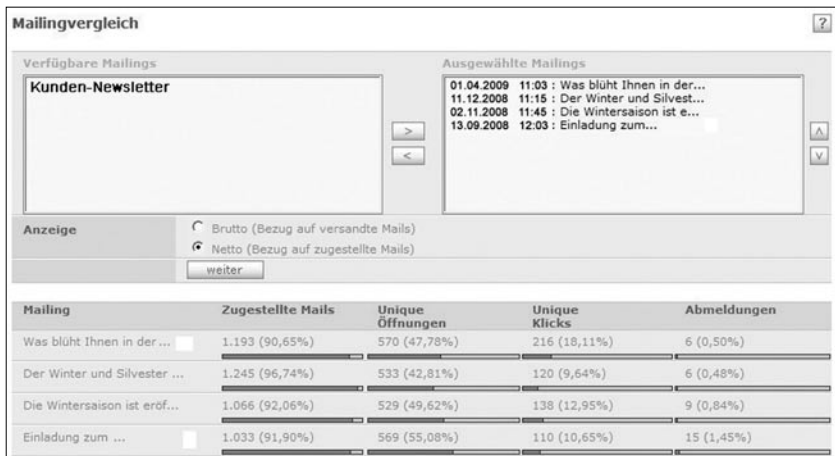 Mailingvergleich
?
Verfügbare Mailings
Ausgewählte Mailings
Kunden-Newsletter
01.04.2009 11:03 : Was blüht Ihnen in der...
11.12.2008 11:15 : Der Winter und Silvest...
02.11.2008 11:45 : Die Wintersaison ist e...
13.09.2008 12:03 : Einladung zum...
>
<
Λ
V
Anzeige
Brutto (Bezug auf versandte Mails)
Netto (Bezug auf zugestellte Mails)
weiter
Mailing Zugestellte Mails Unique Öffnungen Unique Klicks Abmeldungen
Was blüht Ihnen in der ... 1.193 (90,65%) 570 (47,78%) 216 (18,11%) 6 (0,50%)
Der Winter und Silvester ... 1.245 (96,74%) 533 (42,81%) 120 (9,64%) 6 (0,48%)
Die Wintersaison ist eröf... 1.066 (92,06%) 529 (49,62%) 138 (12,95%) 9 (0,84%)
Einladung zum ... 1.033 (91,90%) 569 (55,08%) 110 (10,65%) 15 (1,45%)